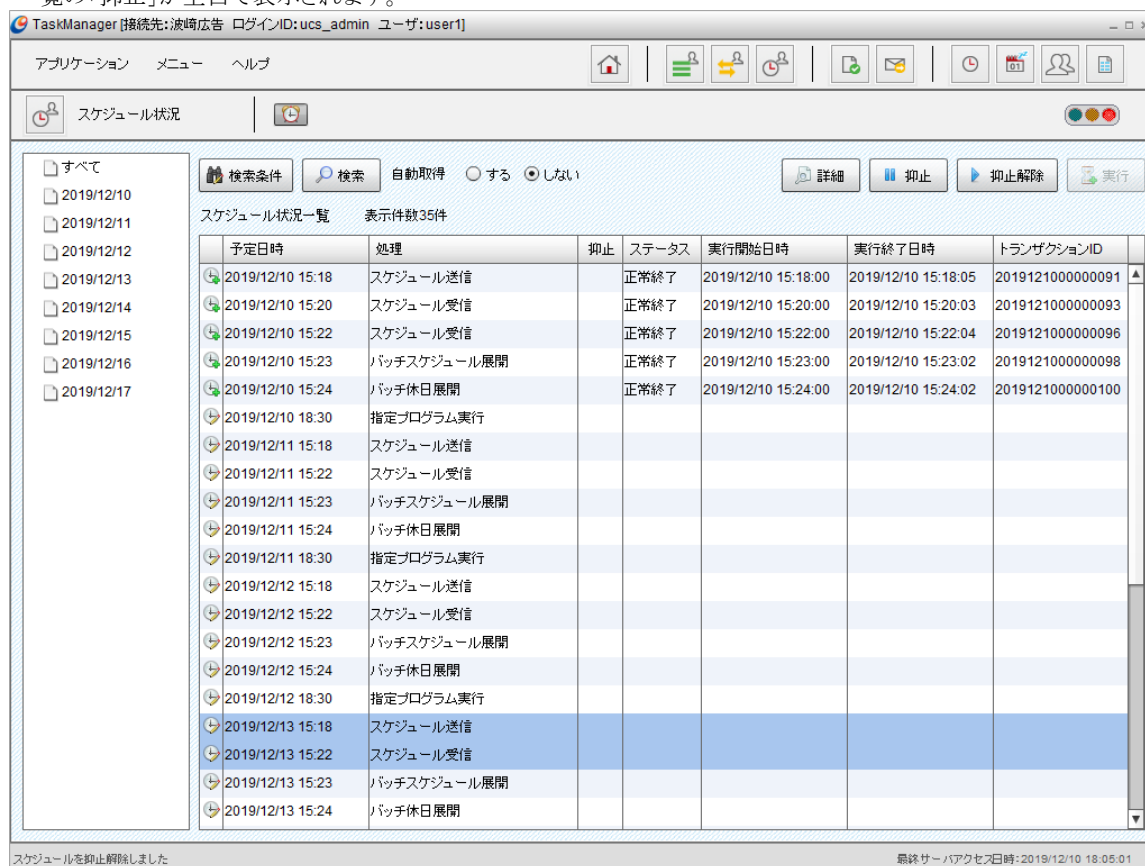 覧の「抑止」が空白で表示されます。
TaskManager [接続先:波崎広告 ログインID:ucs_admin ユーザ:user1]
アプリケーション メニュー ヘルプ
スケジュール状況
すべて
2019/12/10
2019/12/11
2019/12/12
2019/12/13
2019/12/14
2019/12/15
2019/12/16
2019/12/17
検索条件 検索 自動取得 する しない 詳細 抑止 抑止解除 実行
スケジュール状況一覧 表示件数35件
予定日時 処理 抑止 ステータス 実行開始日時 実行終了日時 トランザクションID
2019/12/10 15:18 スケジュール送信 正常終了 2019/12/10 15:18:00 2019/12/10 15:18:05 2019121000000091
2019/12/10 15:20 スケジュール受信 正常終了 2019/12/10 15:20:00 2019/12/10 15:20:03 2019121000000093
2019/12/10 15:22 スケジュール受信 正常終了 2019/12/10 15:22:00 2019/12/10 15:22:04 2019121000000096
2019/12/10 15:23 バッチスケジュール展開 正常終了 2019/12/10 15:23:00 2019/12/10 15:23:02 2019121000000098
2019/12/10 15:24 バッチ休日展開 正常終了 2019/12/10 15:24:00 2019/12/10 15:24:02 2019121000000100
2019/12/10 18:30 指定プログラム実行
2019/12/11 15:18 スケジュール送信
2019/12/11 15:22 スケジュール受信
2019/12/11 15:23 バッチスケジュール展開
2019/12/11 15:24 バッチ休日展開
2019/12/11 18:30 指定プログラム実行
2019/12/12 15:18 スケジュール送信
2019/12/12 15:22 スケジュール受信
2019/12/12 15:23 バッチスケジュール展開
2019/12/12 15:24 バッチ休日展開
2019/12/12 18:30 指定プログラム実行
2019/12/13 15:18 スケジュール送信
2019/12/13 15:22 スケジュール受信
2019/12/13 15:23 バッチスケジュール展開
2019/12/13 15:24 バッチ休日展開
スケジュールを抑止解除しました 最終サーバアクセス日時:2019/12/10 18:05:01